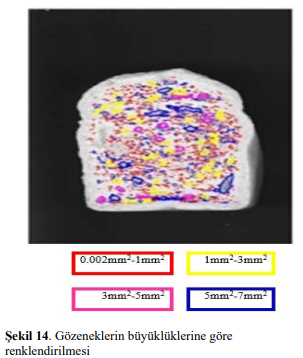 0.002mm²-1mm² 1mm²-3mm²
3mm²-5mm² 5mm²-7mm²
Şekil 14. Gözeneklerin büyüklüklerine göre
renklendirilmesi